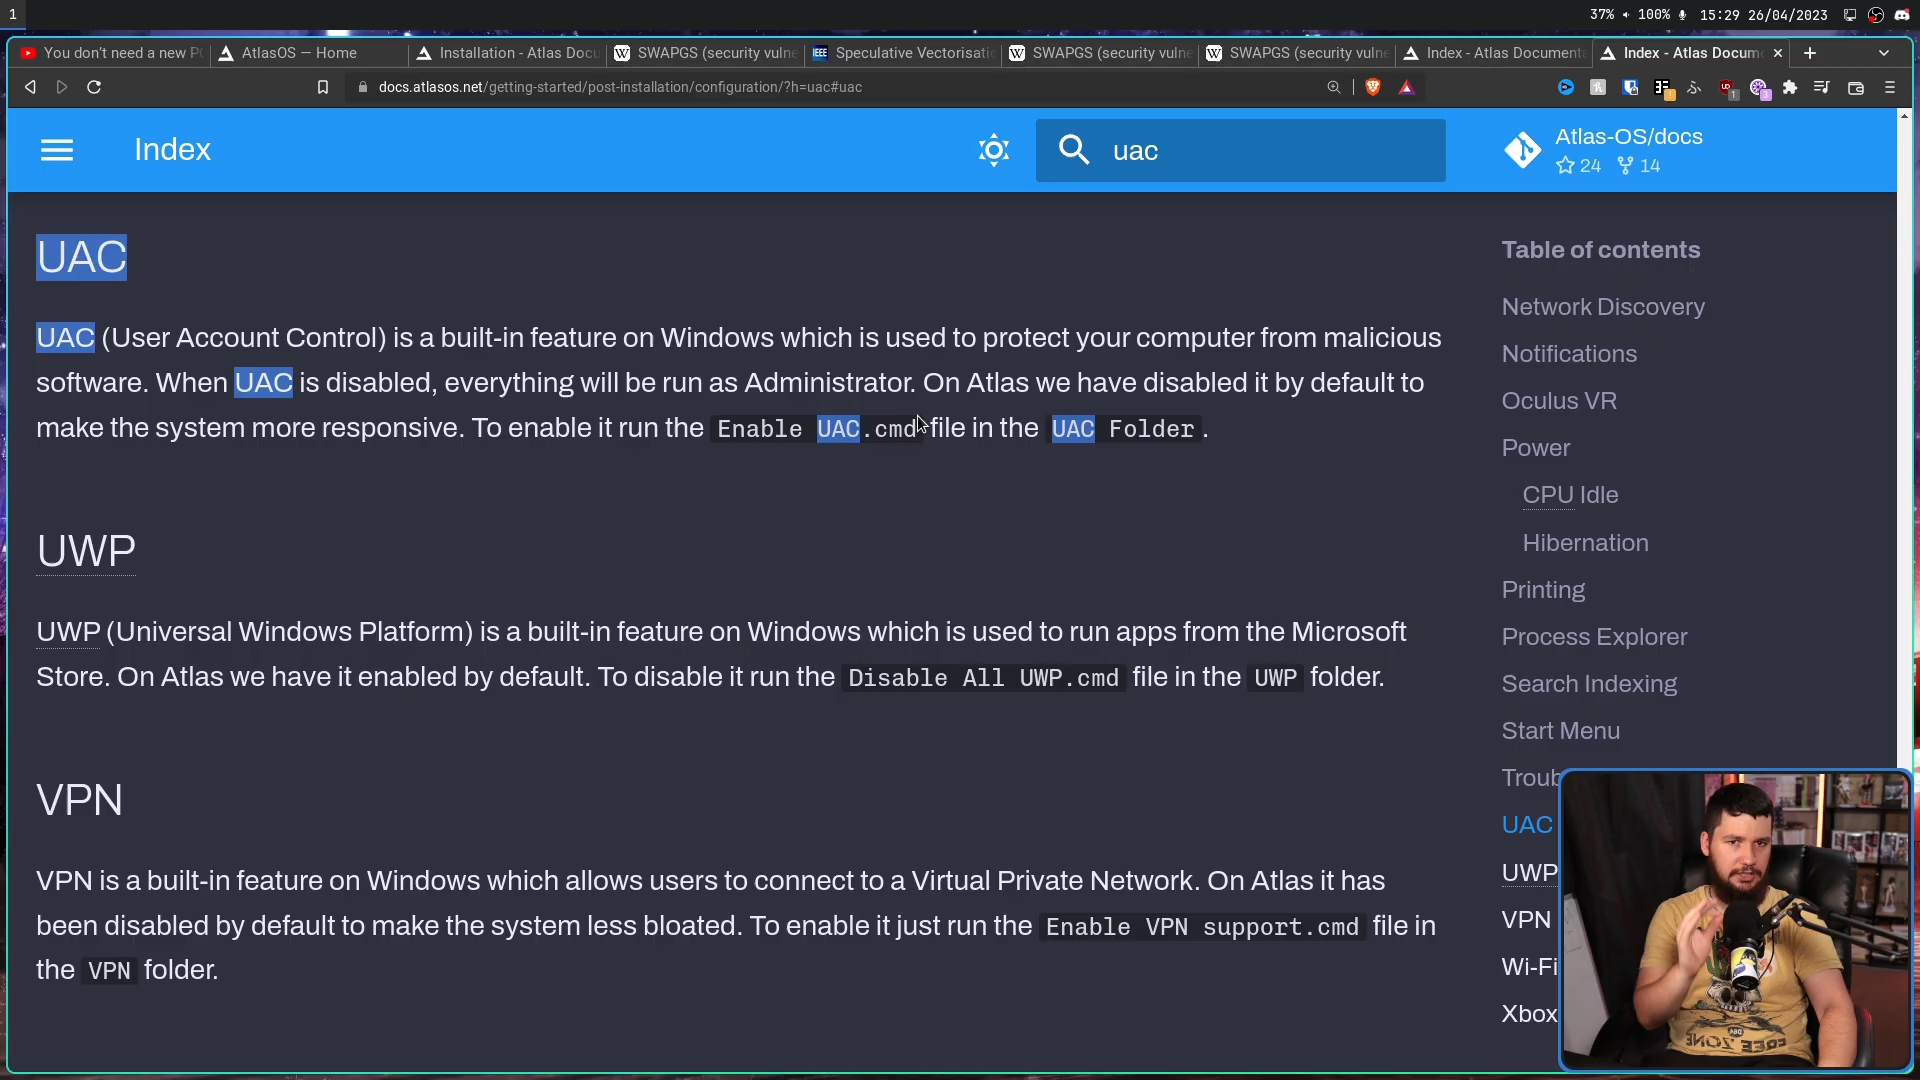 1
37% 100% 15:29 26/04/2023
You don't need a new P
AtlasOS — Home
Installation - Atlas Docu
SWAPGS (security vulne
IEEE
Speculative Vectorisati
SWAPGS (security vulne
SWAPGS (security vulne
Index - Atlas Documenta
Index - Atlas Docum
docs.atlasos.net/getting-started/post-installation/configuration/?h=uac#uac
Index
uac
Atlas-OS/docs
24 14
UAC
UAC (User Account Control) is a built-in feature on Windows which is used to protect your computer from malicious
software. When UAC is disabled, everything will be run as Administrator. On Atlas we have disabled it by default to
make the system more responsive. To enable it run the Enable UAC.cmd file in the UAC Folder.
UWP
UWP (Universal Windows Platform) is a built-in feature on Windows which is used to run apps from the Microsoft
Store. On Atlas we have it enabled by default. To disable it run the Disable All UWP.cmd file in the UWP folder.
VPN
VPN is a built-in feature on Windows which allows users to connect to a Virtual Private Network. On Atlas it has
been disabled by default to make the system less bloated. To enable it just run the Enable VPN support.cmd file in
the VPN folder.
Table of contents
Network Discovery
Notifications
Oculus VR
Power
CPU Idle
Hibernation
Printing
Process Explorer
Search Indexing
Start Menu
Troub
UAC
UWP
VPN
Wi-Fi
Xbox
FREE ZONE